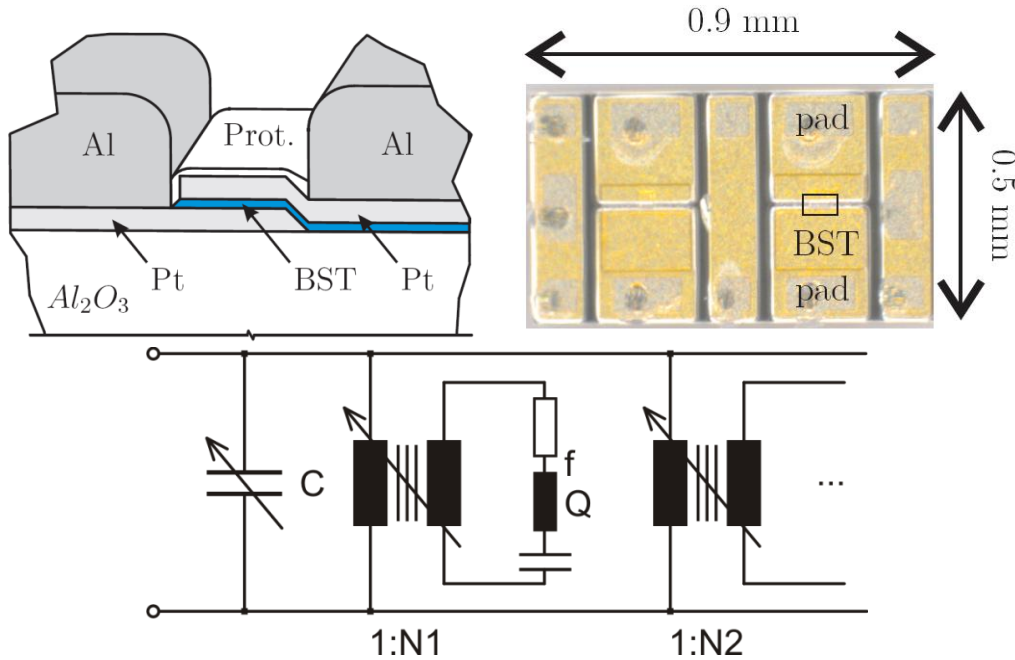 0.9 mm
Al
Prot.
Al
pad
0.5 mm
BST
Pt
BST
Pt
pad
Al₂O₃
C
f
Q
...
1:N1
1:N2